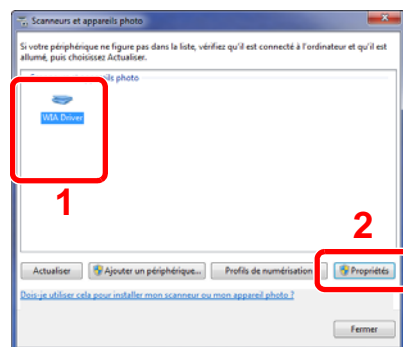 Scanneurs et appareils photo
Si votre périphérique ne figure pas dans la liste, vérifiez qu'il est connecté à l'ordinateur et qu'il est
allumé, puis choisissez Actualiser.
ils photo
WIA Driver
1
2
Actualiser
Ajouter un périphérique...
Profils de numérisation
Propriétés
Dois-je utiliser cela pour installer mon scanneur ou mon appareil photo ?
Fermer